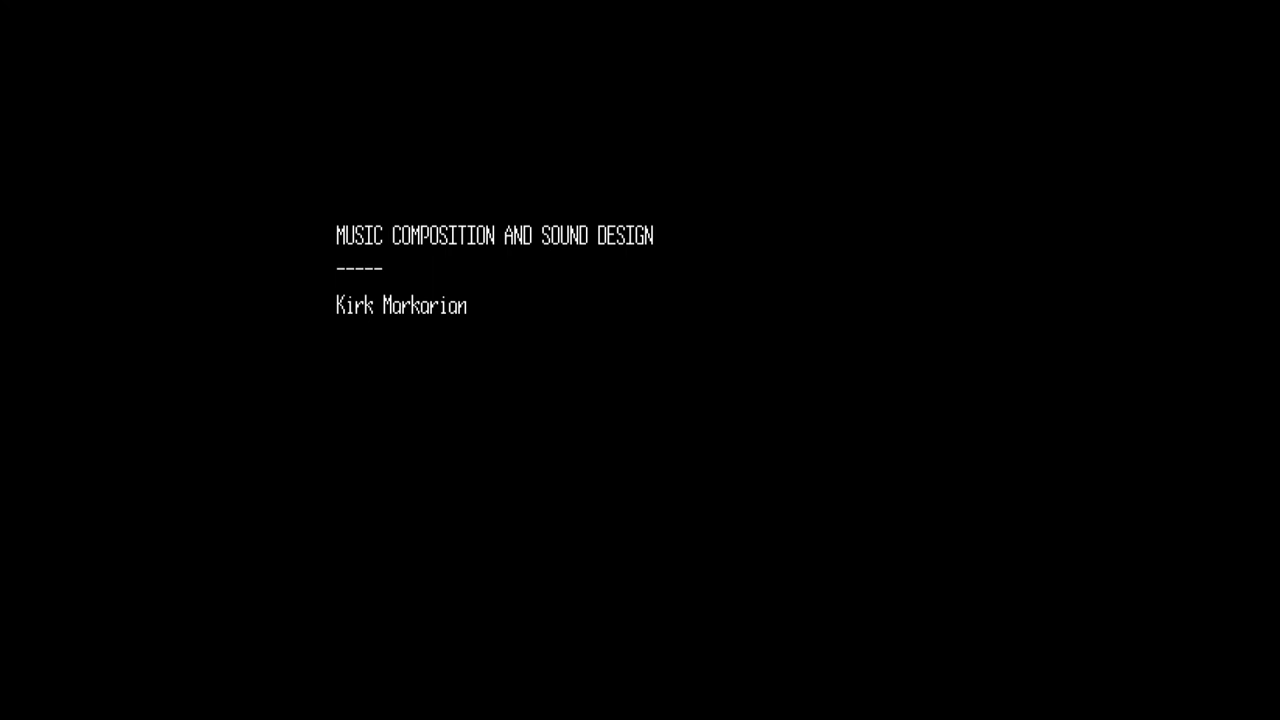 MUSIC COMPOSITION AND SOUND DESIGN
-----
Kirk Markarian